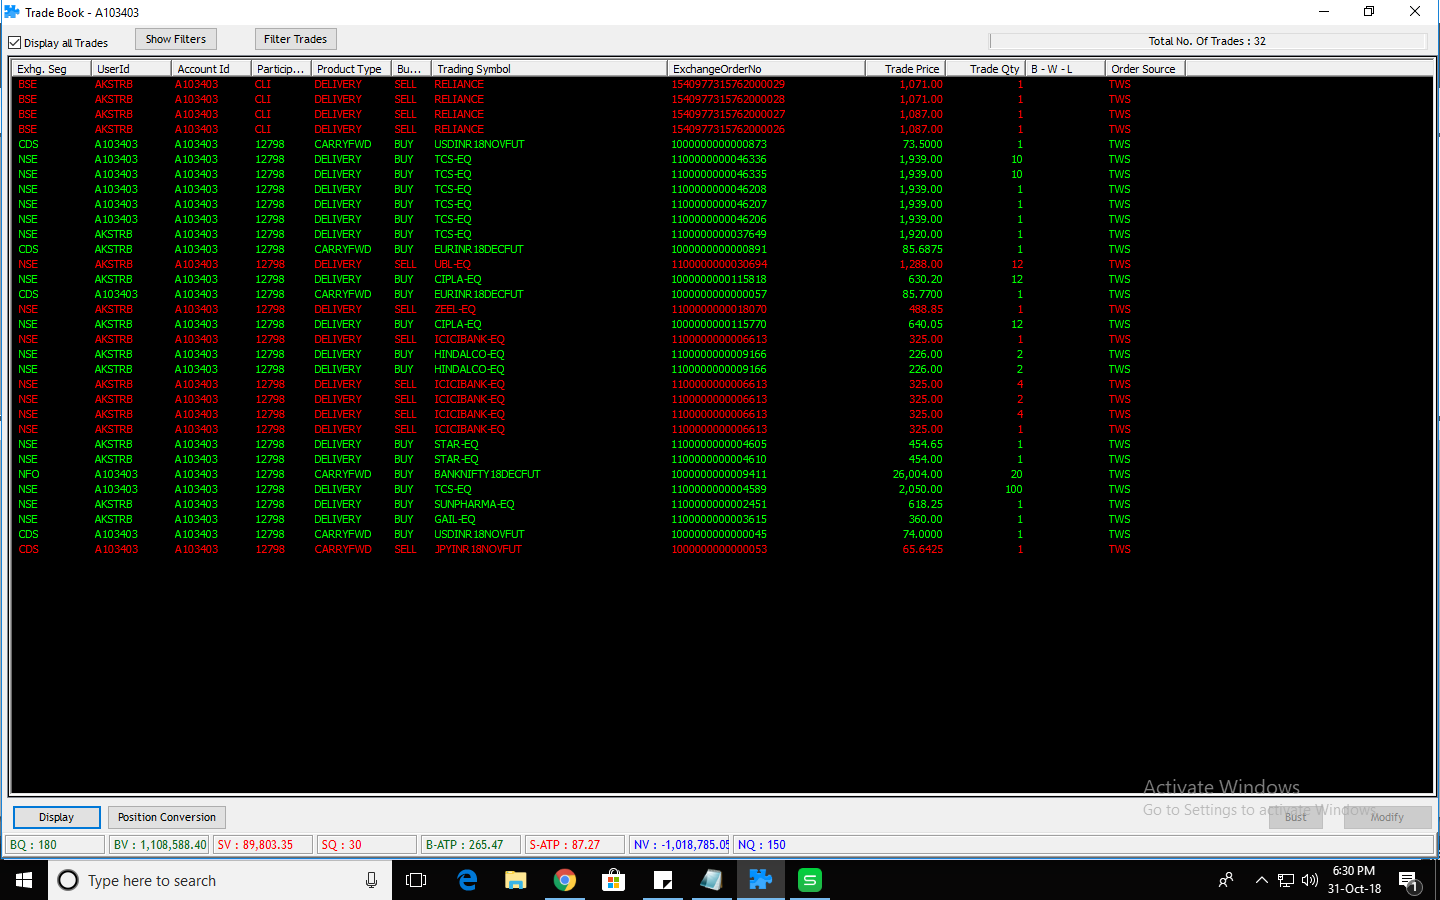 Trade Book - A103403
Display all Trades Show Filters Filter Trades Total No. Of Trades : 32
Exhg. Seg UserId Account Id Particip... Product Type Bu... Trading Symbol ExchangeOrderNo Trade Price Trade Qty B - W - L Order Source
BSE AKSTRB A103403 CLI DELIVERY SELL RELIANCE 1540977315762000029 1,071.00 1 TWS
BSE AKSTRB A103403 CLI DELIVERY SELL RELIANCE 1540977315762000028 1,071.00 1 TWS
BSE AKSTRB A103403 CLI DELIVERY SELL RELIANCE 1540977315762000027 1,087.00 1 TWS
BSE AKSTRB A103403 CLI DELIVERY SELL RELIANCE 1540977315762000026 1,087.00 1 TWS
CDS A103403 A103403 12798 CARRYFWD BUY USDINR18NOVFUT 1000000000000873 73.5000 1 TWS
NSE A103403 A103403 12798 DELIVERY BUY TCS-EQ 1100000000046336 1,939.00 10 TWS
NSE A103403 A103403 12798 DELIVERY BUY TCS-EQ 1100000000046335 1,939.00 10 TWS
NSE A103403 A103403 12798 DELIVERY BUY TCS-EQ 1100000000046208 1,939.00 1 TWS
NSE A103403 A103403 12798 DELIVERY BUY TCS-EQ 1100000000046207 1,939.00 1 TWS
NSE A103403 A103403 12798 DELIVERY BUY TCS-EQ 1100000000046206 1,939.00 1 TWS
NSE AKSTRB A103403 12798 DELIVERY BUY TCS-EQ 1100000000037649 1,920.00 1 TWS
CDS A103403 A103403 12798 CARRYFWD BUY EURINR18DECFUT 1000000000000891 85.6875 1 TWS
NSE AKSTRB A103403 12798 DELIVERY SELL UBL-EQ 1100000000030694 1,288.00 12 TWS
NSE AKSTRB A103403 12798 DELIVERY BUY CIPLA-EQ 1000000000115818 630.20 12 TWS
CDS A103403 A103403 12798 CARRYFWD BUY EURINR18DECFUT 1000000000000057 85.7700 1 TWS
NSE AKSTRB A103403 12798 DELIVERY SELL ZEEL-EQ 1100000000018070 488.85 1 TWS
NSE AKSTRB A103403 12798 DELIVERY BUY CIPLA-EQ 1000000000115770 640.05 12 TWS
NSE AKSTRB A103403 12798 DELIVERY SELL ICICIBANK-EQ 1100000000006613 325.00 1 TWS
NSE AKSTRB A103403 12798 DELIVERY BUY HINDALCO-EQ 1100000000009166 226.00 2 TWS
NSE AKSTRB A103403 12798 DELIVERY BUY HINDALCO-EQ 1100000000009166 226.00 2 TWS
NSE AKSTRB A103403 12798 DELIVERY SELL ICICIBANK-EQ 1100000000006613 325.00 4 TWS
NSE AKSTRB A103403 12798 DELIVERY SELL ICICIBANK-EQ 1100000000006613 325.00 2 TWS
NSE AKSTRB A103403 12798 DELIVERY SELL ICICIBANK-EQ 1100000000006613 325.00 4 TWS
NSE AKSTRB A103403 12798 DELIVERY SELL ICICIBANK-EQ 1100000000006613 325.00 1 TWS
NSE AKSTRB A103403 12798 DELIVERY BUY STAR-EQ 1100000000004605 454.65 1 TWS
NSE AKSTRB A103403 12798 DELIVERY BUY STAR-EQ 1100000000004610 454.00 1 TWS
NFO A103403 A103403 12798 CARRYFWD BUY BANKNIFTY18DECFUT 1000000000009411 26,004.00 20 TWS
NSE A103403 A103403 12798 DELIVERY BUY TCS-EQ 1100000000004589 2,050.00 100 TWS
NSE AKSTRB A103403 12798 DELIVERY BUY SUNPHARMA-EQ 1100000000002451 618.25 1 TWS
NSE AKSTRB A103403 12798 DELIVERY BUY GAIL-EQ 1100000000003615 360.00 1 TWS
CDS A103403 A103403 12798 CARRYFWD BUY USDINR18NOVFUT 1000000000000045 74.0000 1 TWS
CDS A103403 A103403 12798 CARRYFWD SELL JPYINR18NOVFUT 1000000000000053 65.6425 1 TWS
Activate Windows
Go to Settings to activate Windows.
Display Position Conversion Bust Modify
BQ : 180 BV : 1,108,588.40 SV : 89,803.35 SQ : 30 B-ATP : 265.47 S-ATP : 87.27 NV : -1,018,785.05 NQ : 150
Type here to search
6:30 PM
31-Oct-18
1